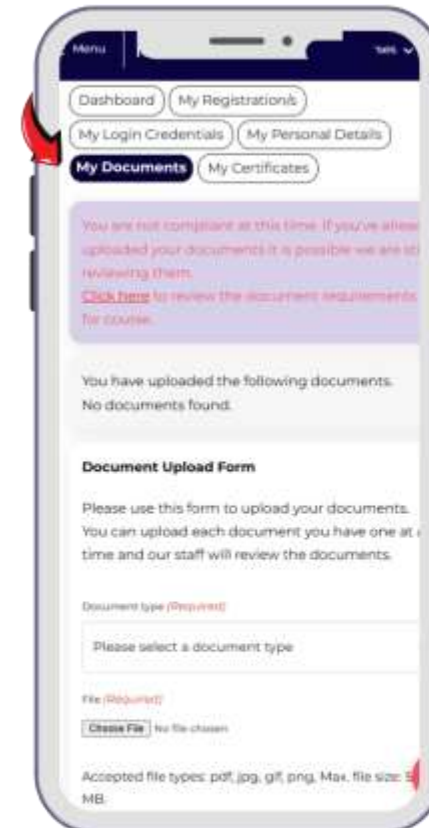 Menu
Dashboard My Registration/s
My Login Credentials My Personal Details
My Documents My Certificates
You are not compliant at this time. If you've
uploaded your documents it is possible we are
reviewing them.
Click here to review the document requirements
for course.
You have uploaded the following documents.
No documents found.
Document Upload Form
Please use this form to upload your documents.
You can upload each document you have one at
time and our staff will review the documents.
Document type (Required)
Please select a document type
File (Required)
Choose File No file chosen
Accepted file types: pdf, jpg, gif, png, Max. file size:
MB.